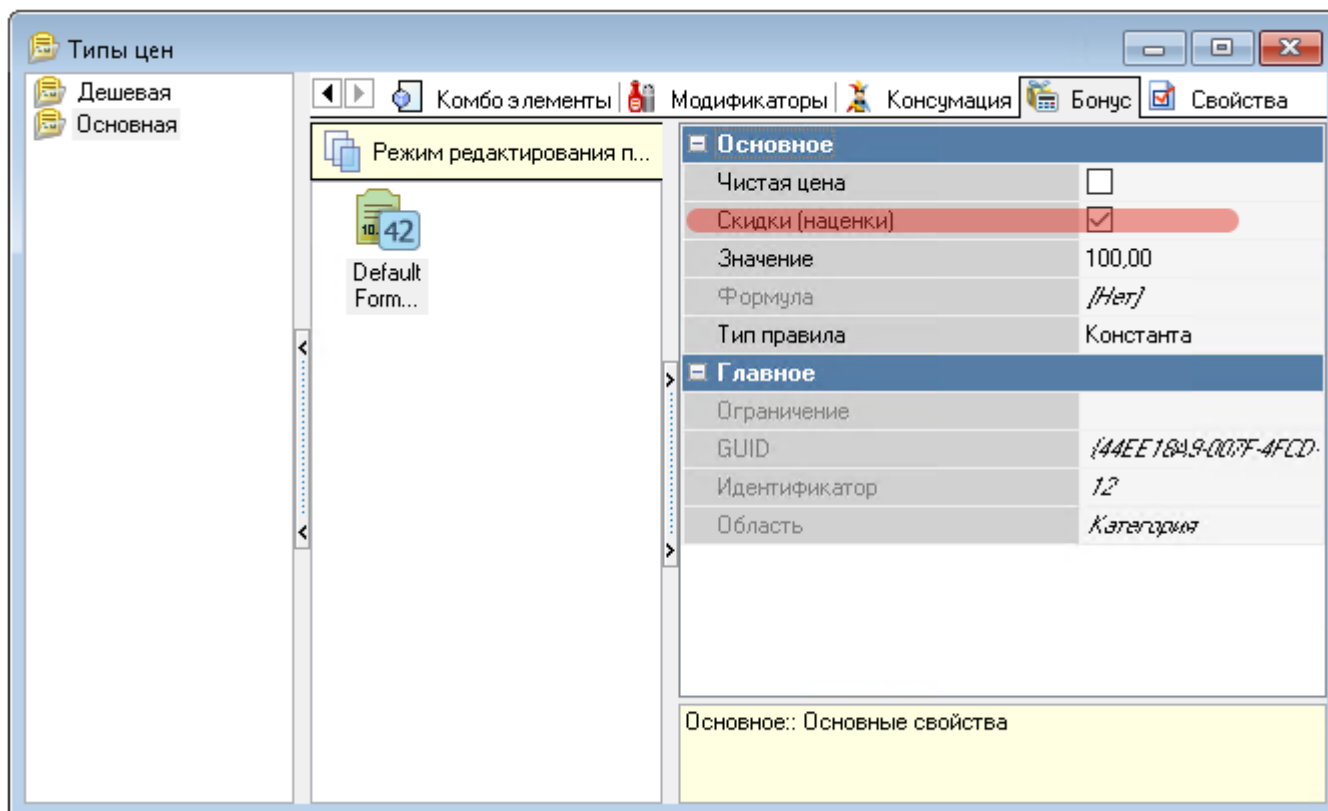 Типы цен
Дешевая
Основная
Комбо элементы Модификаторы Консумация Бонус Свойства
Режим редактирования п...
10. 42
Default
Form...
Основное
Чистая цена
Скидки (наценки)
Значение 100,00
Формула [Нет]
Тип правила Константа
Главное
Ограничение
GUID {44EE18A9-007F-4FCD-
Идентификатор 12
Область Категория
Основное:: Основные свойства